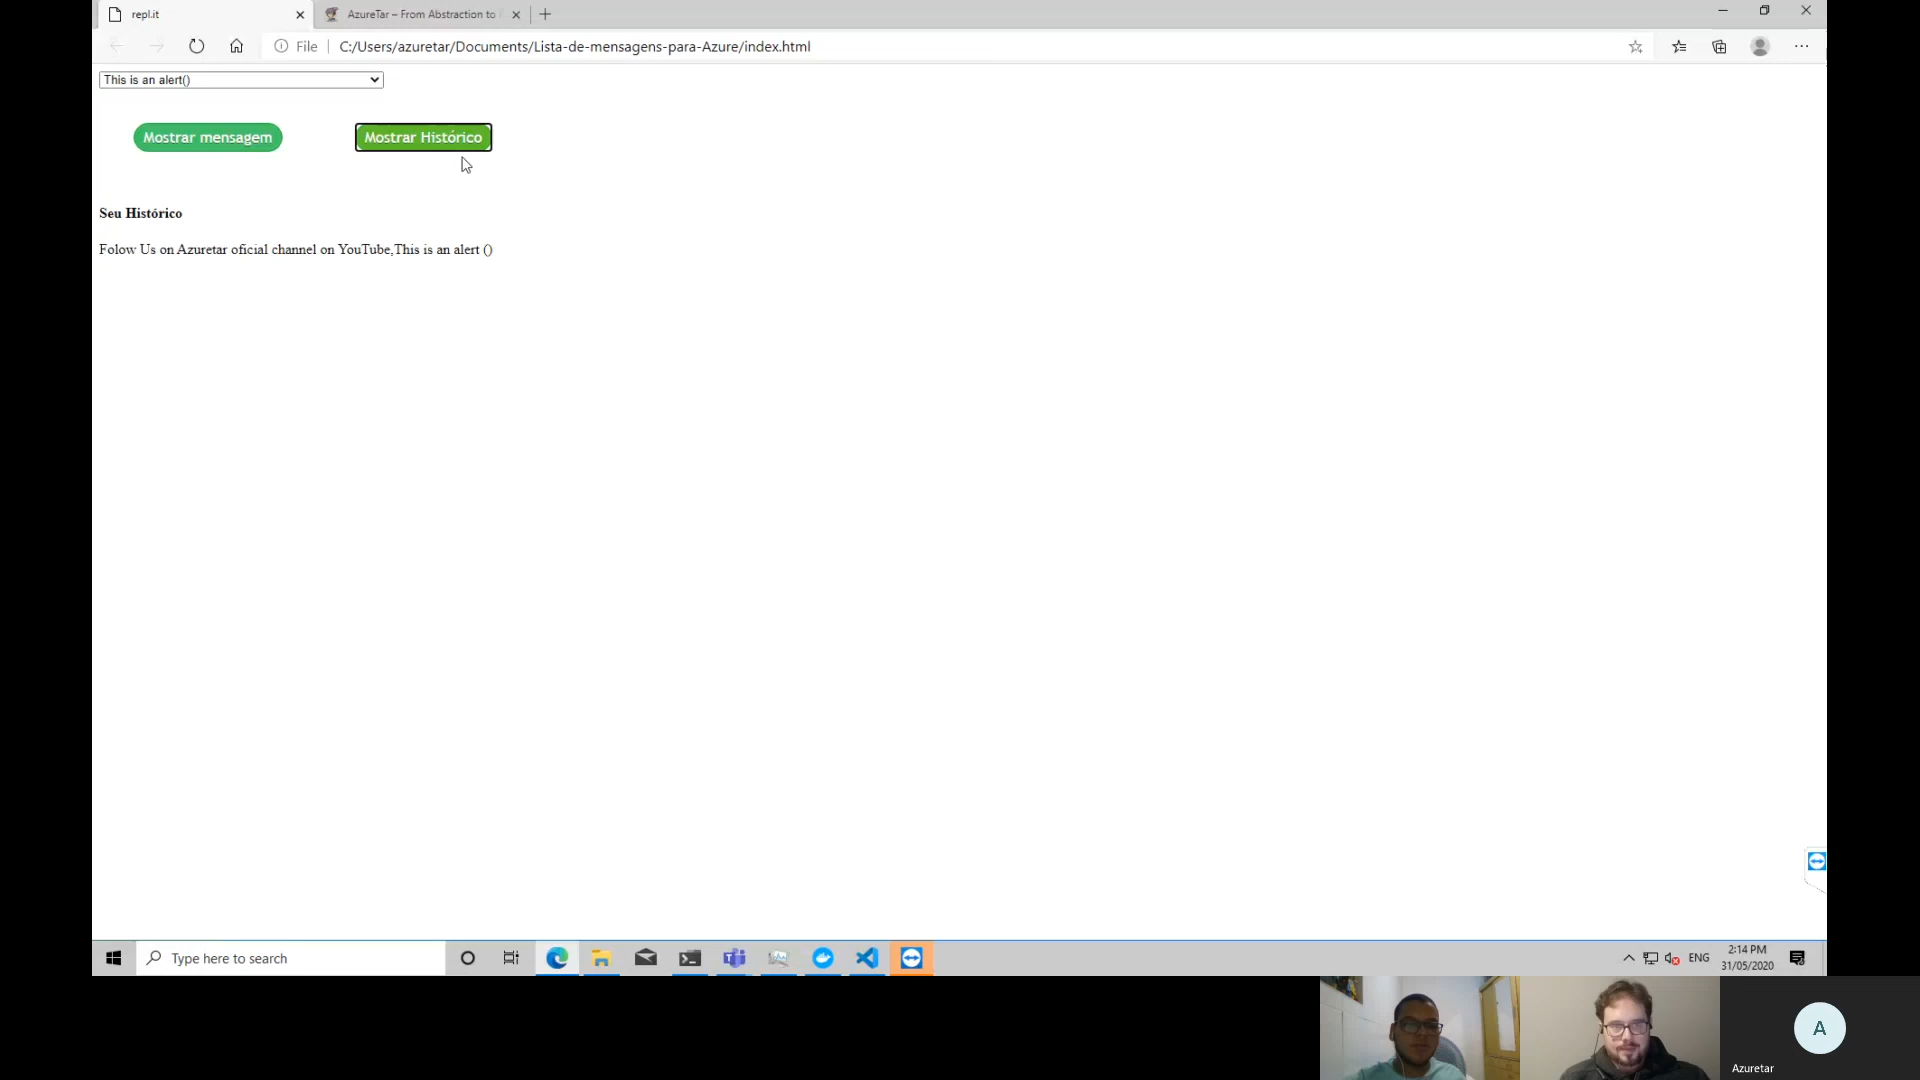 repl.it
AzureTar – From Abstraction to
File
C:/Users/azuretar/Documents/Lista-de-mensagens-para-Azure/index.html
This is an alert()
Mostrar mensagem
Mostrar Histórico
Seu Histórico
Folow Us on Azuretar oficial channel on YouTube,This is an alert ()
Type here to search
ENG
2:14 PM
31/05/2020
A
Azuretar